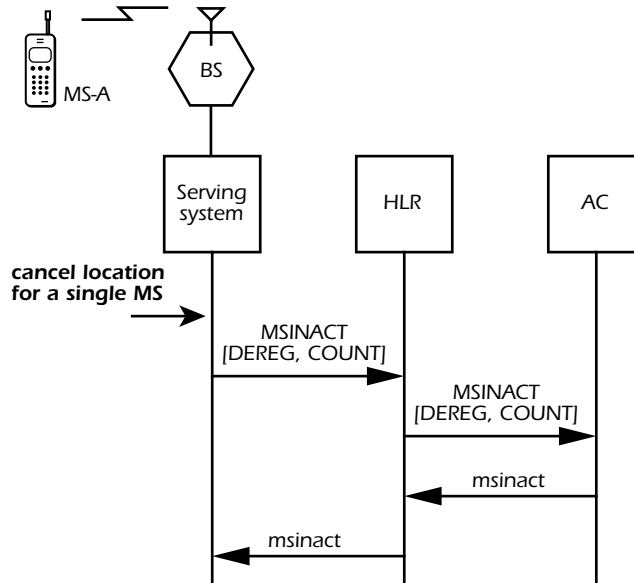 MS-A
BS
Serving
system
HLR
AC
cancel location
for a single MS
MSINACT
[DEREG, COUNT]
MSINACT
[DEREG, COUNT]
msinact
msinact